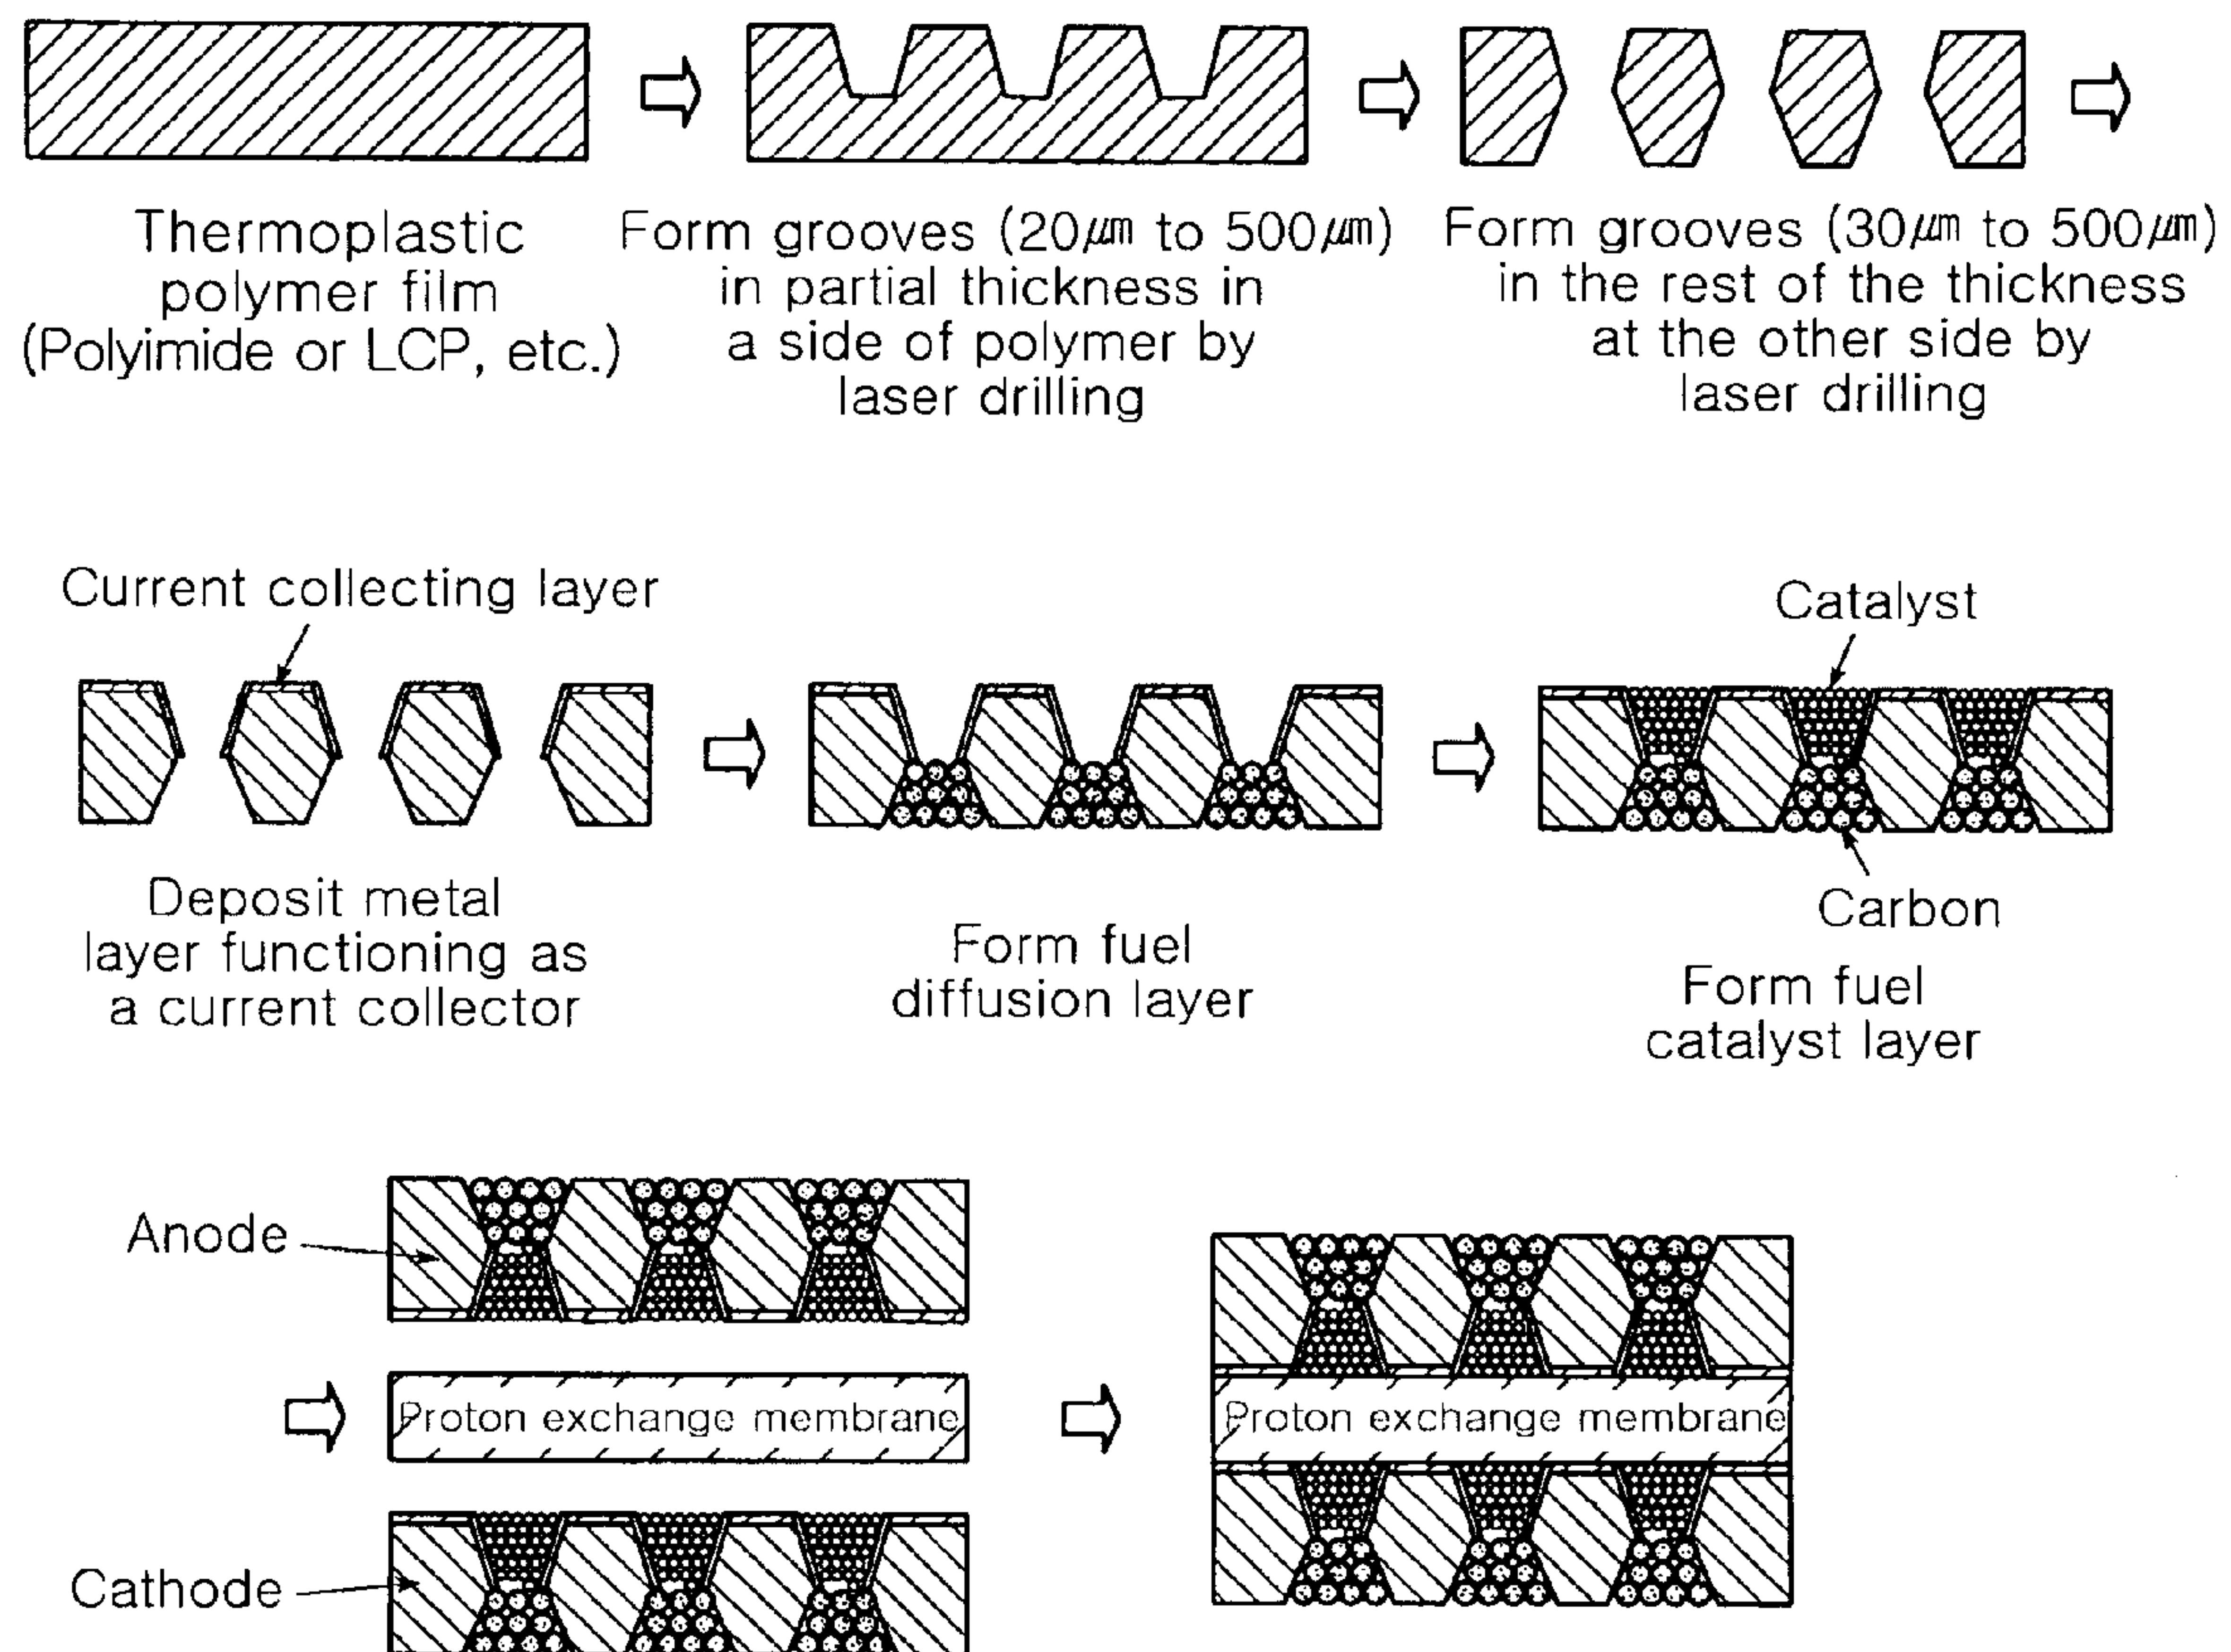 Thermoplastic
polymer film
(Polyimide or LCP, etc.)
Form grooves (20㎛ to 500㎛)
in partial thickness in
a side of polymer by
laser drilling
Form grooves (30㎛ to 500㎛)
in the rest of the thickness
at the other side by
laser drilling
Current collecting layer
Deposit metal
layer functioning as
a current collector
Form fuel
diffusion layer
Catalyst
Carbon
Form fuel
catalyst layer
Anode
Proton exchange membrane
Cathode
Proton exchange membrane